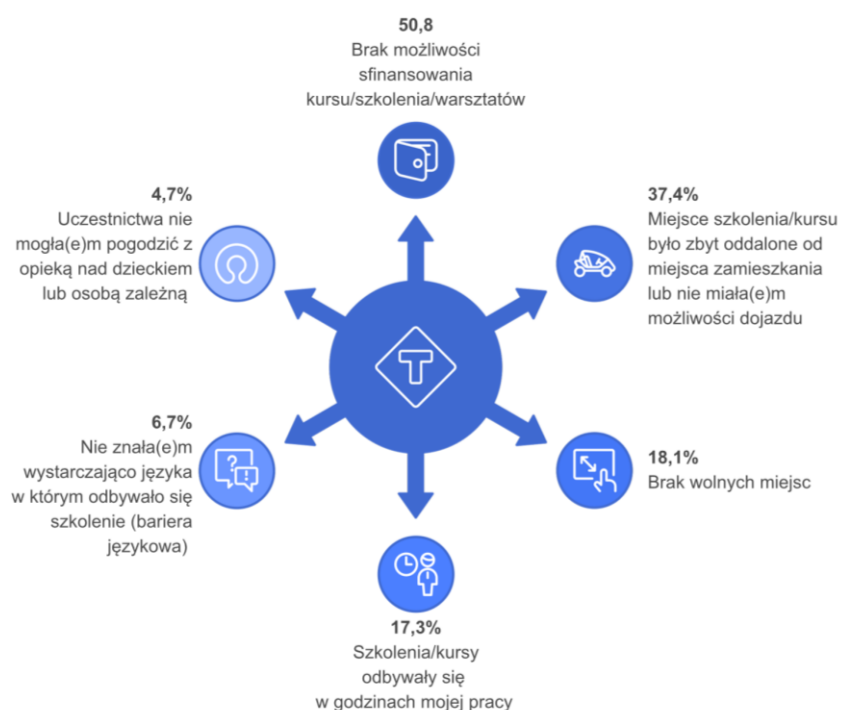 50,8
Brak możliwości
sfinansowania
kursu/szkolenia/warsztatów
4,7%
Uczestnictwa nie
mogła(e)m pogodzić z
opieką nad dzieckiem
lub osobą zależną
37,4%
Miejsce szkolenia/kursu
było zbyt oddalone od
miejsca zamieszkania
lub nie miała(e)m
możliwości dojazdu
T
6,7%
Nie znała(e)m
wystarczająco języka
w którym odbywało się
szkolenie (bariera
językowa)
? !
18,1%
Brak wolnych miejsc
17,3%
Szkolenia/kursy
odbywały się
w godzinach mojej pracy